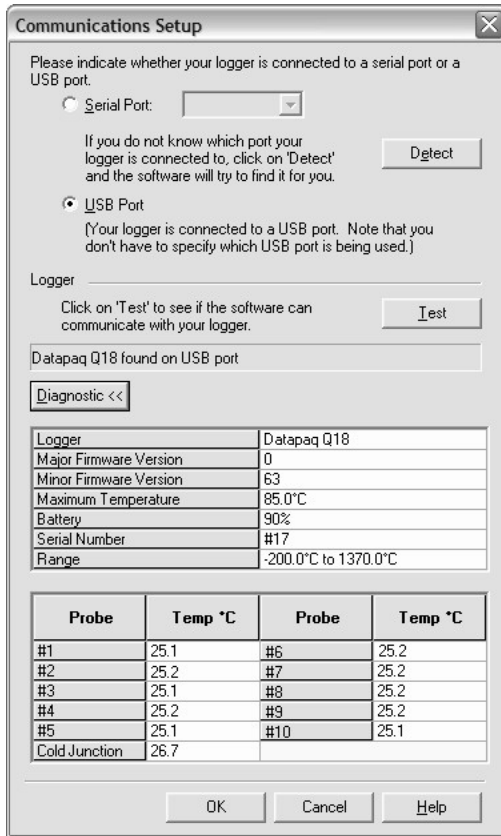 Communications Setup
Please indicate whether your logger is connected to a serial port or a
USB port.
Serial Port:
If you do not know which port your
logger is connected to, click on 'Detect'
and the software will try to find it for you.
Detect
USB Port
(Your logger is connected to a USB port. Note that you
don't have to specify which USB port is being used.)
Logger
Click on 'Test' to see if the software can
communicate with your logger.
Test
Datapaq Q18 found on USB port
Diagnostic <<
Logger Datapaq Q18
Major Firmware Version 0
Minor Firmware Version 63
Maximum Temperature 85.0°C
Battery 90%
Serial Number #17
Range -200.0°C to 1370.0°C
Probe Temp °C Probe Temp °C
#1 25.1 #6 25.2
#2 25.2 #7 25.2
#3 25.1 #8 25.2
#4 25.2 #9 25.2
#5 25.1 #10 25.1
Cold Junction 26.7
OK Cancel Help